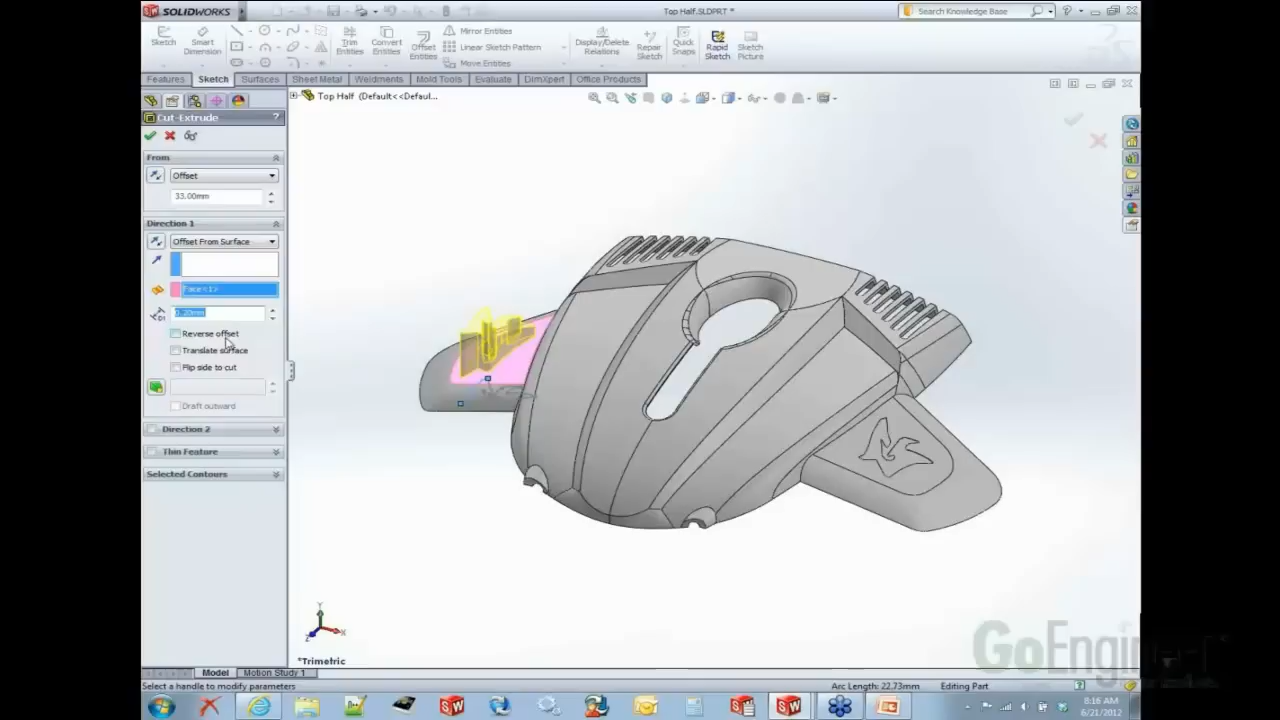 SOLIDWORKS
Top Half.SLDPRT *
Search Knowledge Base
Sketch
Smart Dimension
Trim Entities
Convert Entities
Offset Entities
Mirror Entities
Linear Sketch Pattern
Move Entities
Display/Delete Relations
Repair Sketch
Quick Snaps
Rapid Sketch
Sketch Picture
Features Sketch Surfaces Sheet Metal Weldments Mold Tools Evaluate DimXpert Office Products
Top Half (Default<<Defaul...
Cut-Extrude ?
From
Offset
33.00mm
Direction 1
Offset From Surface
Face<1>
0.20mm
Reverse offset
Translate surface
Flip side to cut
Draft outward
Direction 2
Thin Feature
Selected Contours
Y
X
Z
*Trimetric
Model Motion Study 1
Select a handle to modify parameters
Arc Length: 22.73mm
Editing Part
8:16 AM
6/21/2012